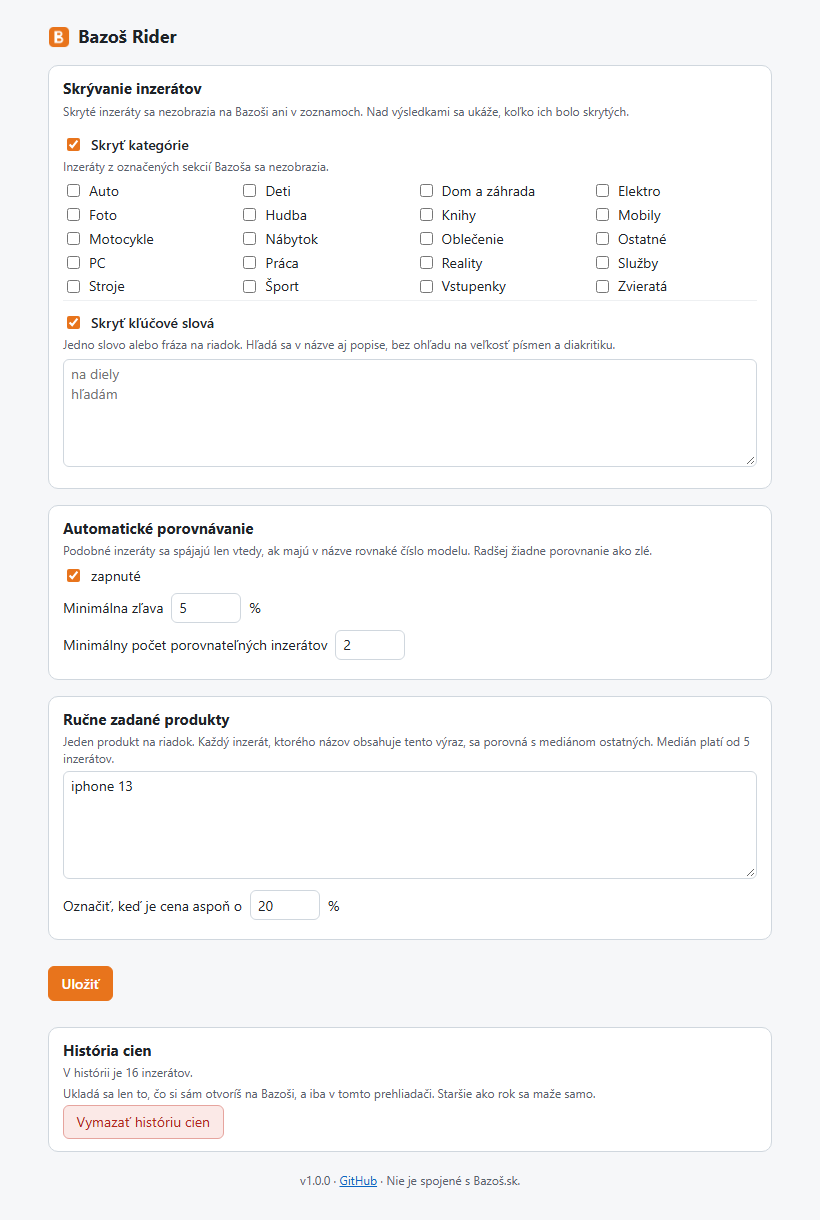 B Bazoš Rider
Skrývanie inzerátov
Skryté inzeráty sa nezobrazia na Bazoši ani v zoznamoch. Nad výsledkami sa ukáže, koľko ich bolo skrytých.
Skryť kategórie
Inzeráty z označených sekcií Bazoša sa nezobrazia.
Auto Deti Dom a záhrada Elektro
Foto Hudba Knihy Mobily
Motocykle Nábytok Oblečenie Ostatné
PC Práca Reality Služby
Stroje Šport Vstupenky Zvieratá
Skryť kľúčové slová
Jedno slovo alebo fráza na riadok. Hľadá sa v názve aj popise, bez ohľadu na veľkosť písmen a diakritiku.
na diely
hľadám
Automatické porovnávanie
Podobné inzeráty sa spájajú len vtedy, ak majú v názve rovnaké číslo modelu. Radšej žiadne porovnanie ako zlé.
zapnuté
Minimálna zľava 5 %
Minimálny počet porovnateľných inzerátov 2
Ručne zadané produkty
Jeden produkt na riadok. Každý inzerát, ktorého názov obsahuje tento výraz, sa porovná s mediánom ostatných. Medián platí od 5
inzerátov.
iphone 13
Označiť, keď je cena aspoň o 20 %
Uložiť
História cien
V histórii je 16 inzerátov.
Ukladá sa len to, čo si sám otvoríš na Bazoši, a iba v tomto prehliadači. Staršie ako rok sa maže samo.
Vymazať históriu cien
v1.0.0 · GitHub · Nie je spojené s Bazoš.sk.